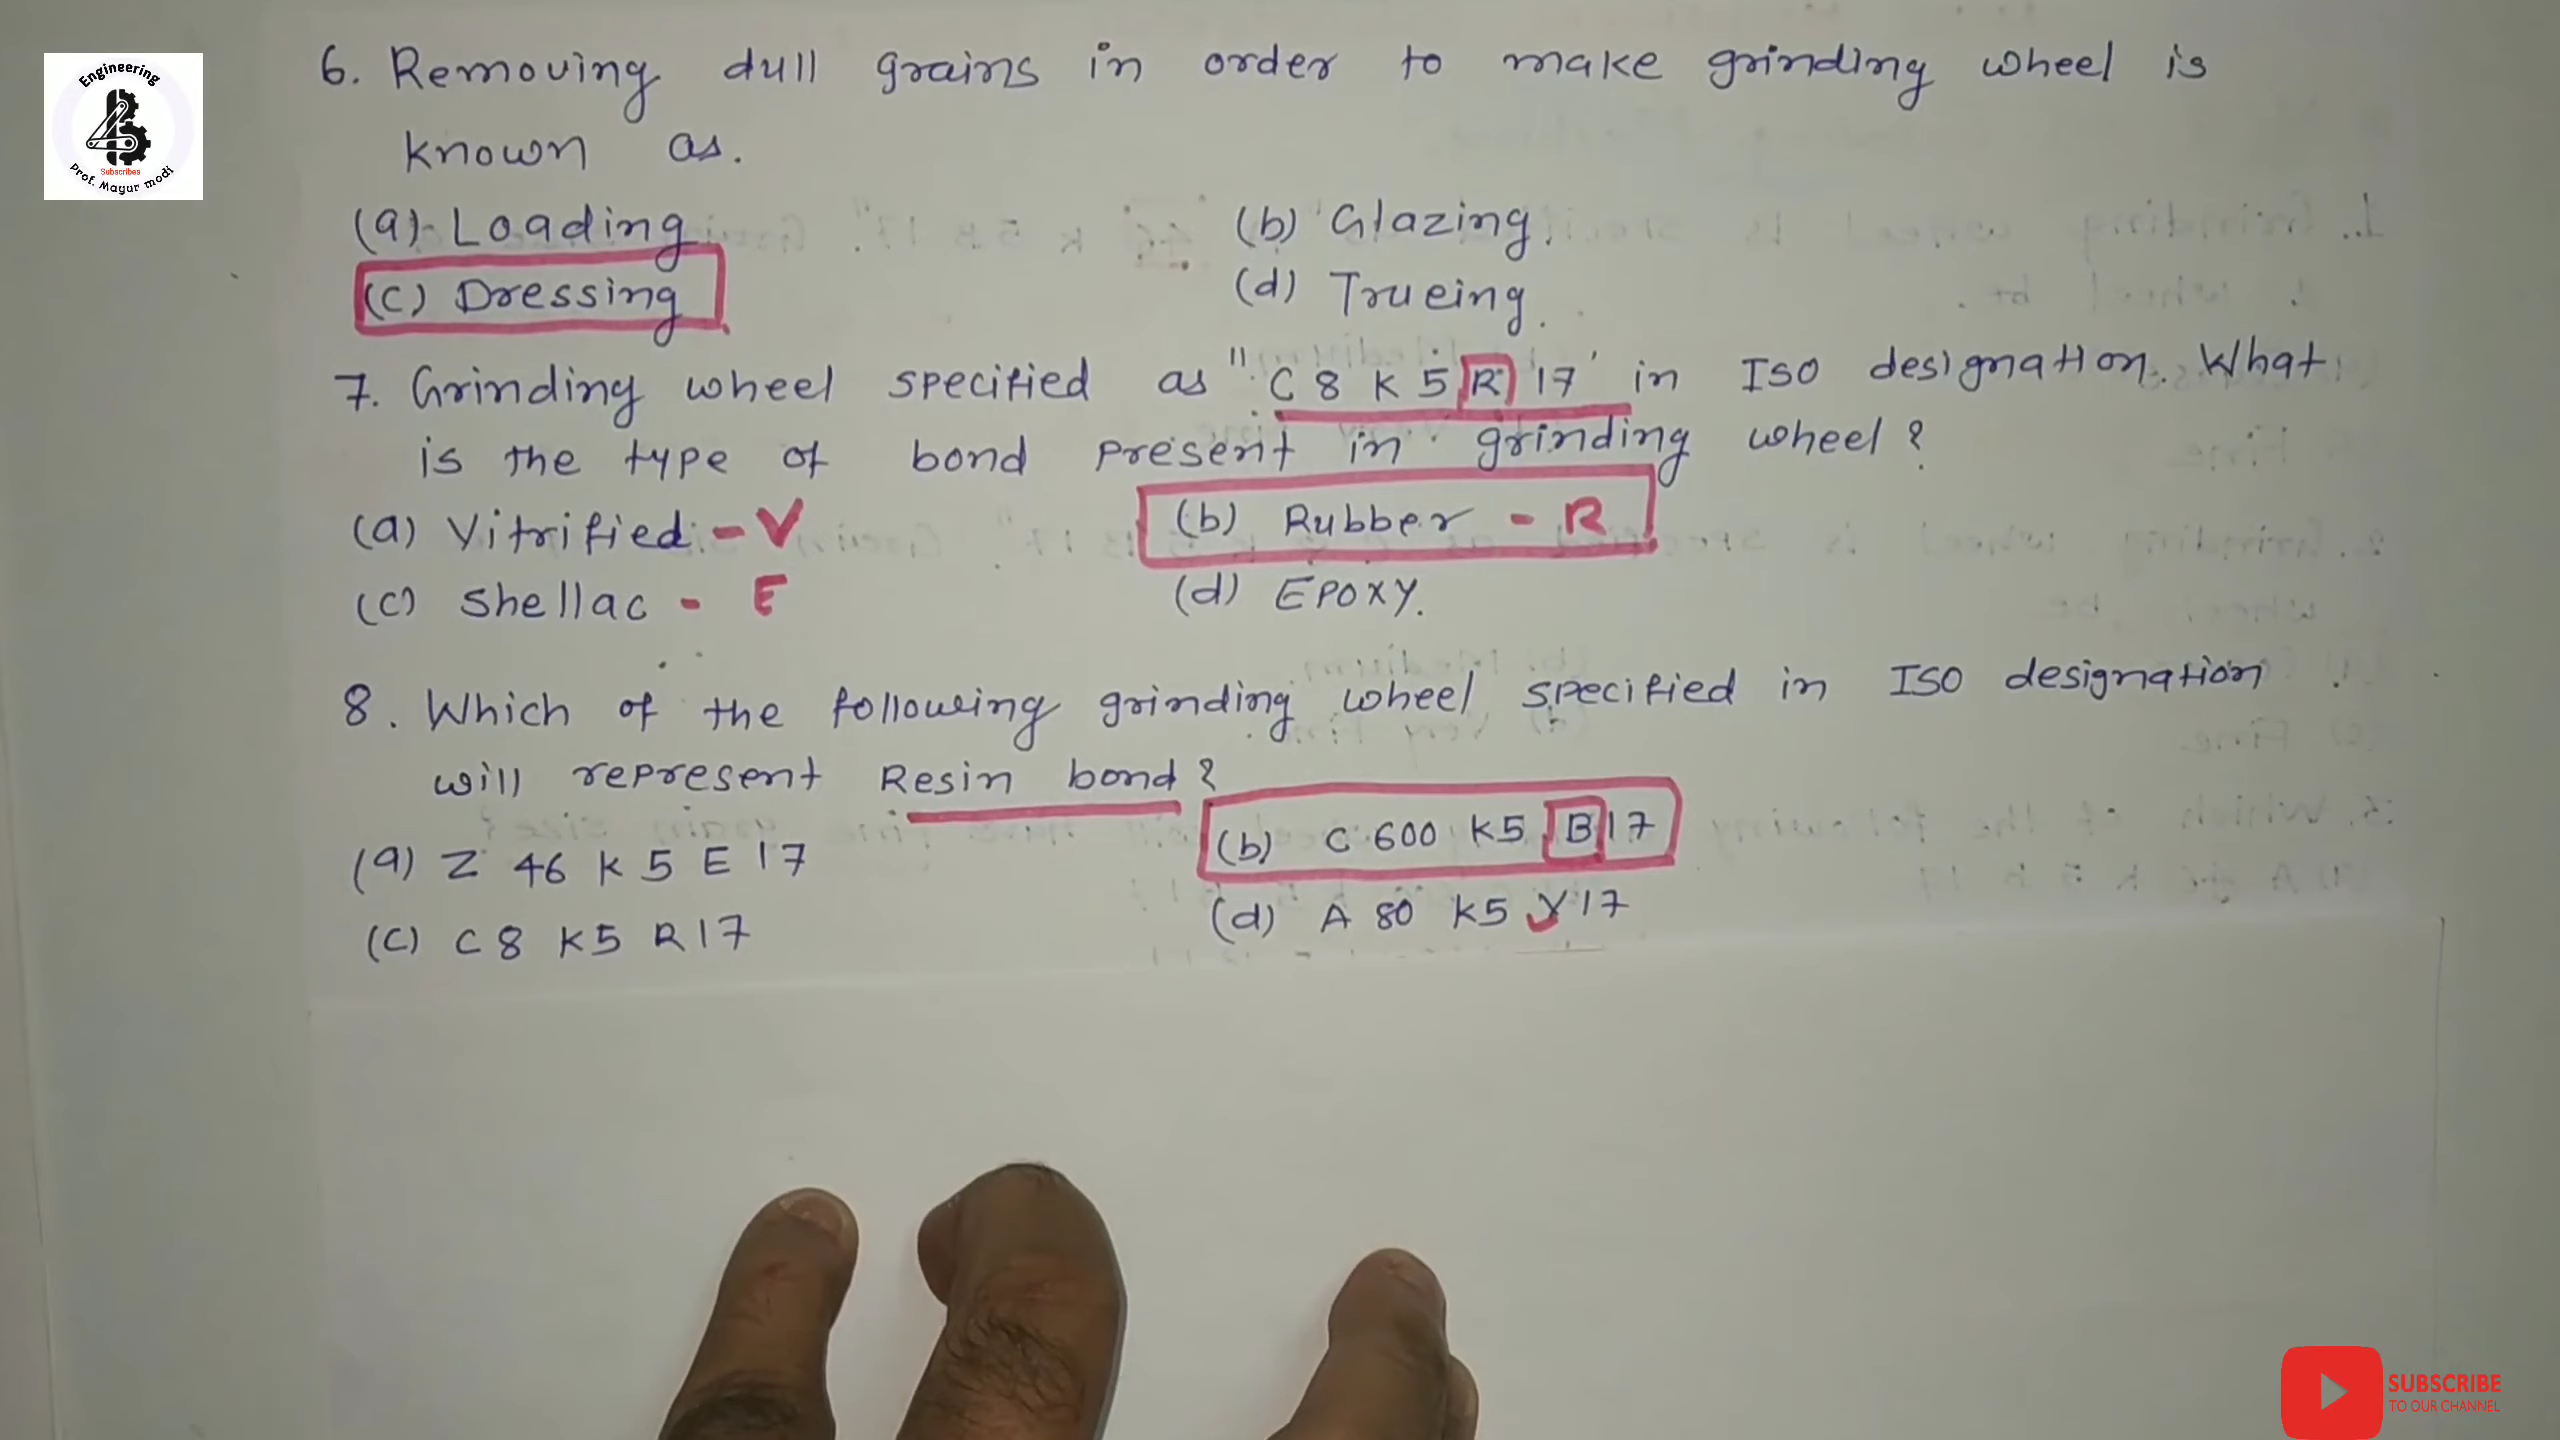 Engineering
Subscribes
Prof. Mayur modi
6. Removing dull grains in order to make grinding wheel is
known as.
(a) Loading (b) Glazing.
(c) Dressing (d) Trueing.
7. Grinding wheel specified as "C 8 K 5 R 17' in ISO designation. What
is the type of bond present in grinding wheel?
(a) Vitrified - V (b) Rubber - R
(c) Shellac - E (d) EPOXY.
8. Which of the following grinding wheel specified in ISO designation
will represent Resin bond?
(a) Z 46 K 5 E 17 (b) C 600 K5 B 17
(c) C 8 K5 R17 (d) A 80 K5 V 17
SUBSCRIBE
TO OUR CHANNEL